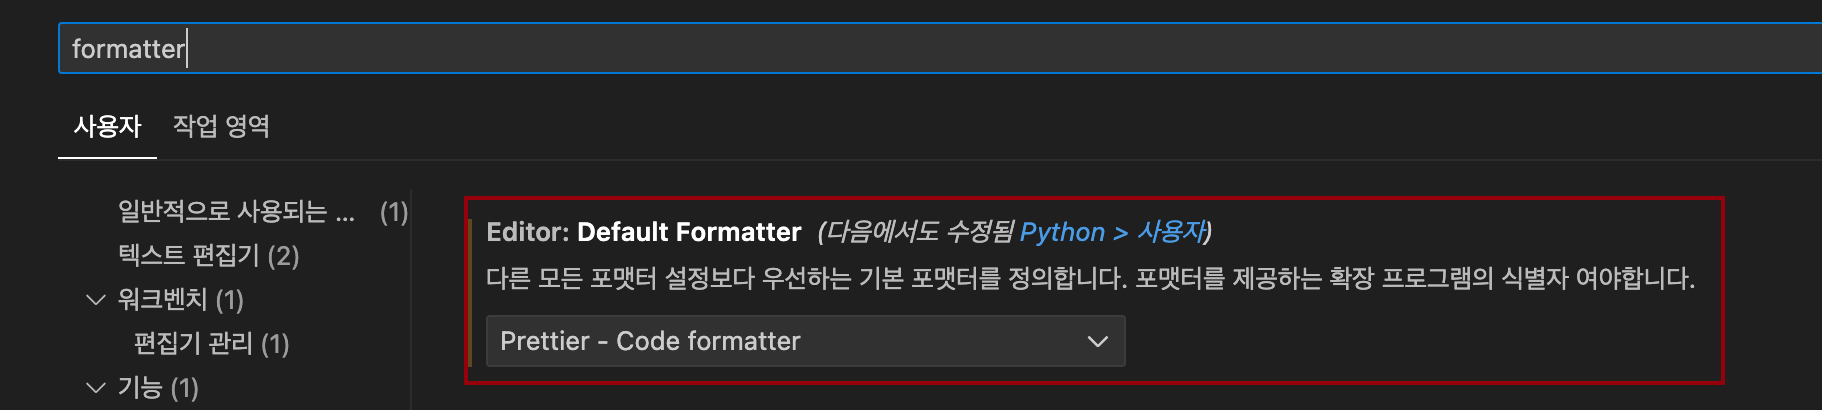 formatter
사용자 작업 영역
일반적으로 사용되는 ... (1)
텍스트 편집기 (2)
워크벤치 (1)
편집기 관리 (1)
기능 (1)
Editor: Default Formatter (다음에서도 수정됨 Python > 사용자)
다른 모든 포맷터 설정보다 우선하는 기본 포맷터를 정의합니다. 포맷터를 제공하는 확장 프로그램의 식별자 여야합니다.
Prettier - Code formatter